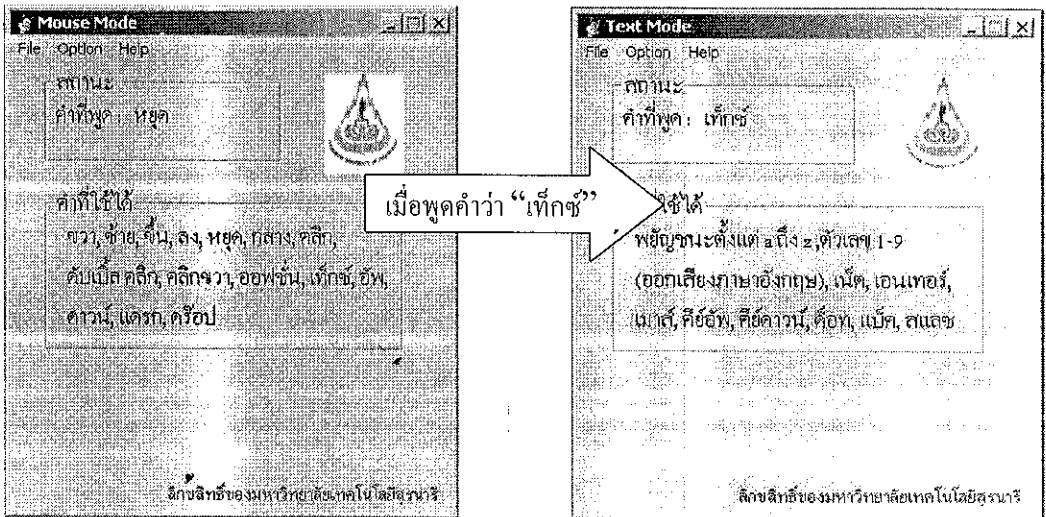 Mouse Mode
File Option Help
สถานะ
คำที่พูด : หยุด
คำที่ใช้ได้
ขวา, ซ้าย, ขึ้น, ลง, หยุด, กลาง, คลิก,
ดับเบิ้ลคลิก, คลิกขวา, ออฟชั่น, เท็กซ์, อัพ,
ดาวน์, แดรก, ดร๊อป
ลิขสิทธิ์ของมหาวิทยาลัยเทคโนโลยีสุรนารี
เมื่อพูดคำว่า “เท็กซ์”
Text Mode
File Option Help
สถานะ
คำที่พูด : เท็กซ์
ใช้ได้
พยัญชนะตั้งแต่ a ถึง z ,ตัวเลข 1-9
(ออกเสียงภาษาอังกฤษ), เน็ต, เอนเทอร์,
เมาส์, คีย์อัพ, คีย์ดาวน์, ด็อท, แบ็ค, สแลช
ลิขสิทธิ์ของมหาวิทยาลัยเทคโนโลยีสุรนารี